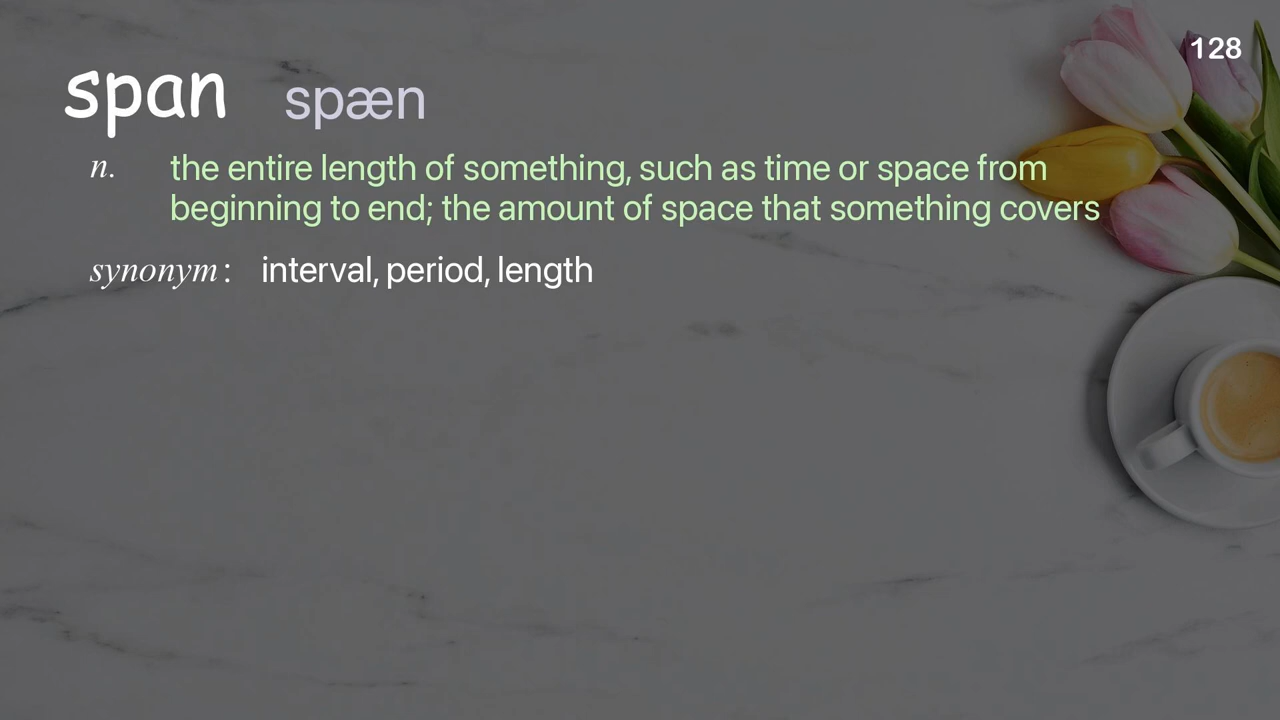 128
span spæn
n. the entire length of something, such as time or space from
beginning to end; the amount of space that something covers
synonym: interval, period, length